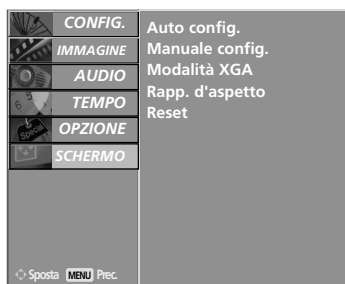 CONFIG.
IMMAGINE
AUDIO
TEMPO
OPZIONE
SCHERMO
Auto config.
Manuale config.
Modalità XGA
Rapp. d'aspetto
Reset
Sposta MENU Prec.